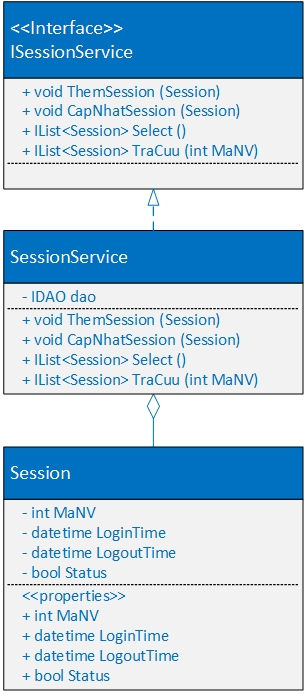 <<Interface>>
ISessionService
+ void ThemSession (Session)
+ void CapNhatSession (Session)
+ IList<Session> Select ()
+ IList<Session> TraCuu (int MaNV)
SessionService
- IDAO dao
+ void ThemSession (Session)
+ void CapNhatSession (Session)
+ IList<Session> Select ()
+ IList<Session> TraCuu (int MaNV)
Session
- int MaNV
- datetime LoginTime
- datetime LogoutTime
- bool Status
<<properties>>
+ int MaNV
+ datetime LoginTime
+ datetime LogoutTime
+ bool Status